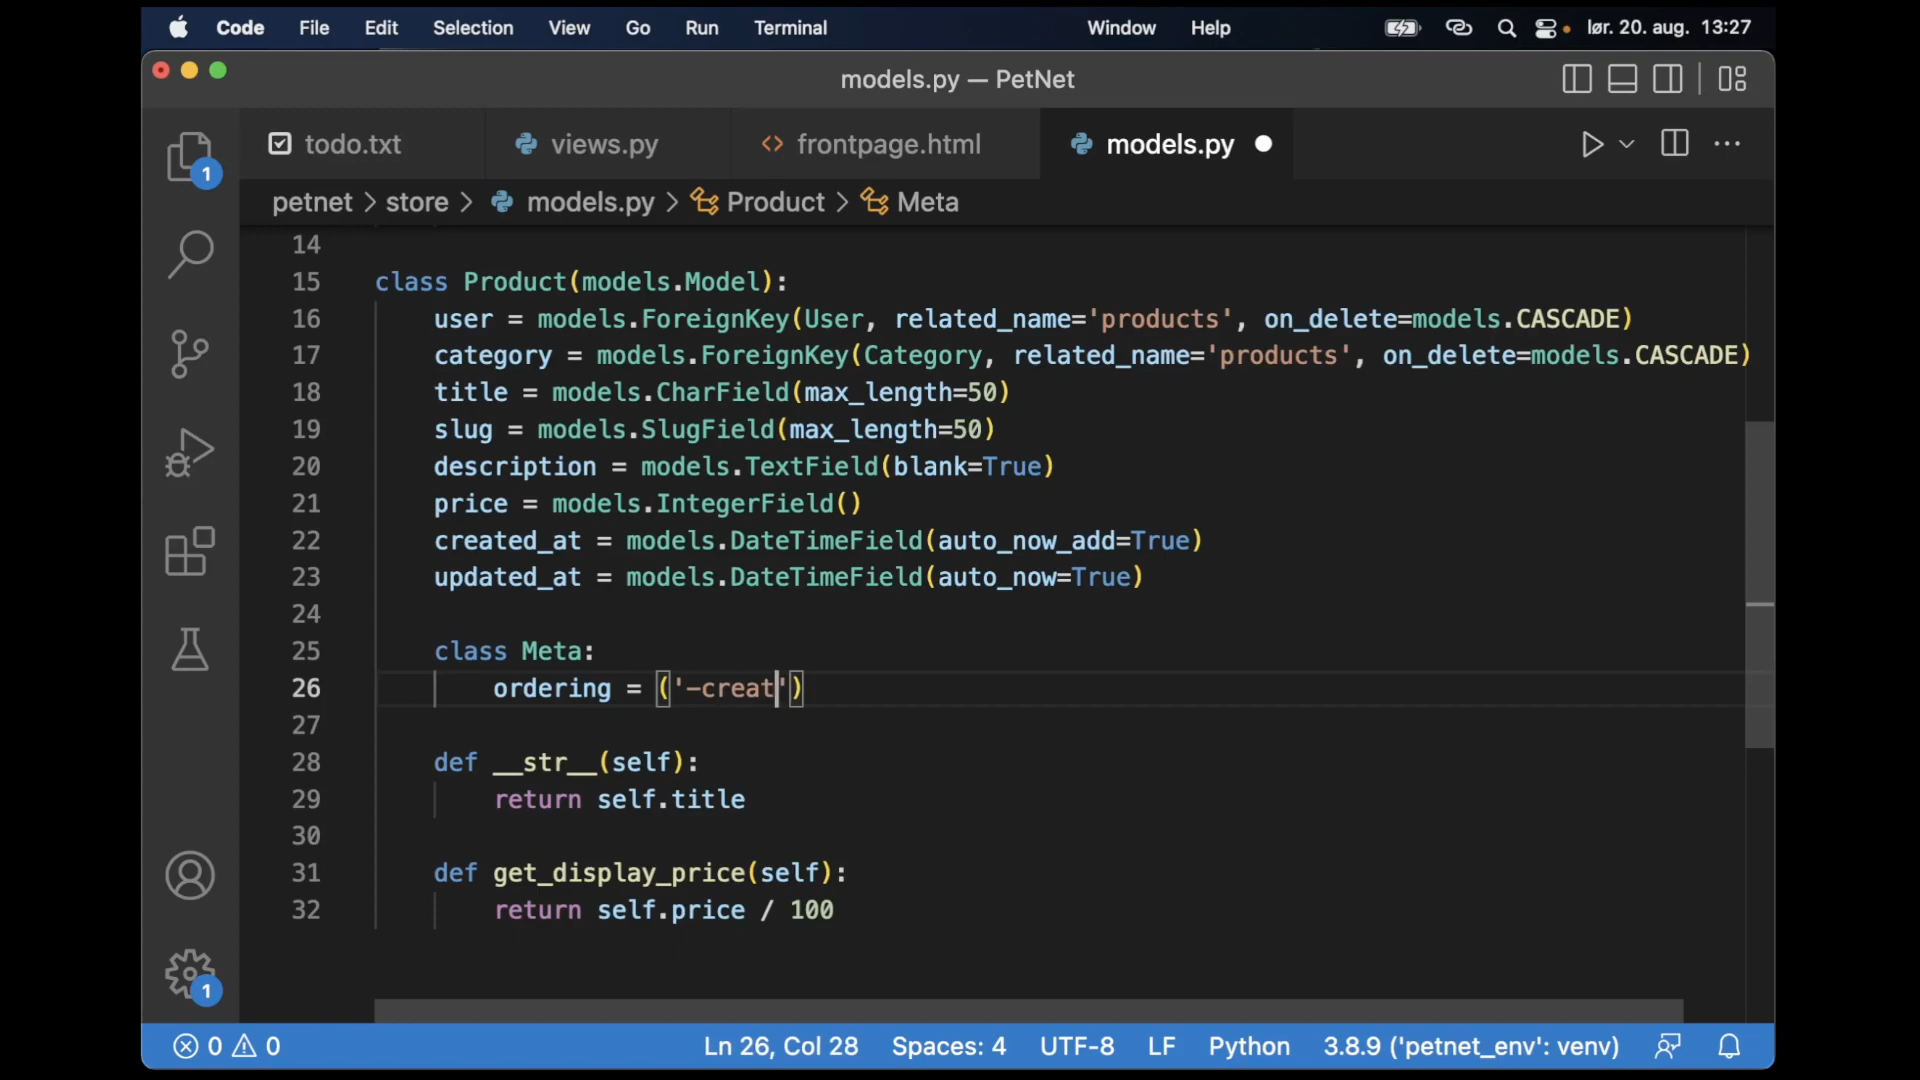 Code File Edit Selection View Go Run Terminal Window Help lør. 20. aug. 13:27
models.py — PetNet
todo.txt views.py frontpage.html models.py
petnet > store > models.py > Product > Meta
14
15 class Product(models.Model):
16 user = models.ForeignKey(User, related_name='products', on_delete=models.CASCADE)
17 category = models.ForeignKey(Category, related_name='products', on_delete=models.CASCADE)
18 title = models.CharField(max_length=50)
19 slug = models.SlugField(max_length=50)
20 description = models.TextField(blank=True)
21 price = models.IntegerField()
22 created_at = models.DateTimeField(auto_now_add=True)
23 updated_at = models.DateTimeField(auto_now=True)
24
25 class Meta:
26 ordering = ('-creat')
27
28 def __str__(self):
29 return self.title
30
31 def get_display_price(self):
32 return self.price / 100
1
1
0 0 Ln 26, Col 28 Spaces: 4 UTF-8 LF Python 3.8.9 ('petnet_env': venv)